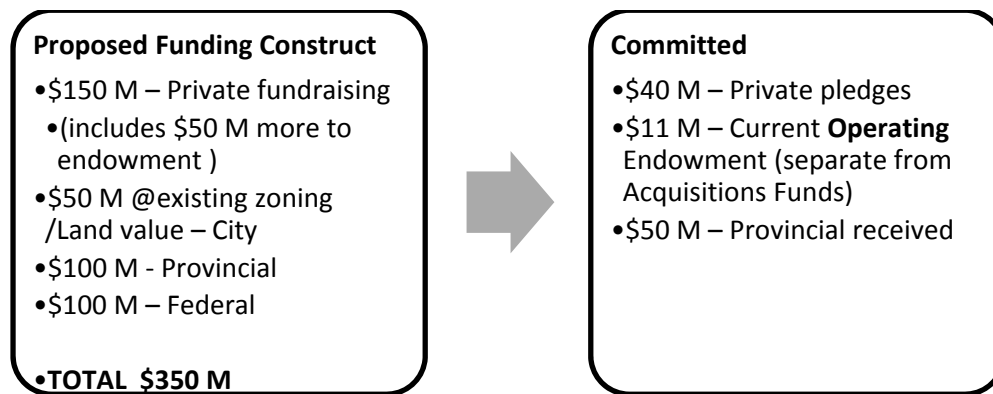 Proposed Funding Construct
•$150 M – Private fundraising
•(includes $50 M more to
endowment )
•$50 M @existing zoning
/Land value – City
•$100 M - Provincial
•$100 M – Federal
•TOTAL $350 M
Committed
•$40 M – Private pledges
•$11 M – Current Operating
Endowment (separate from
Acquisitions Funds)
•$50 M – Provincial received